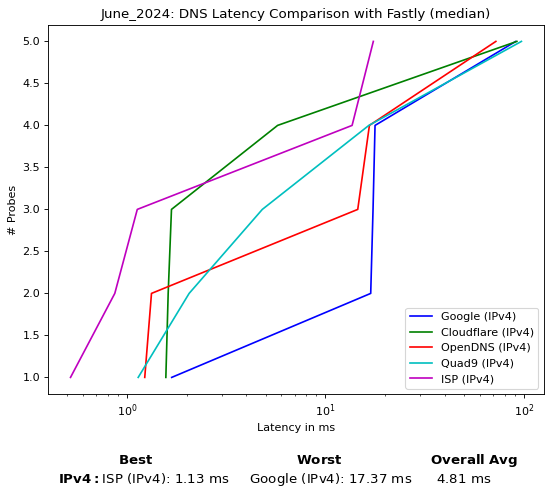 June_2024: DNS Latency Comparison with Fastly (median)
5.0
4.5
4.0
3.5
3.0
2.5
2.0
1.5
1.0
# Probes
Google (IPv4)
Cloudflare (IPv4)
OpenDNS (IPv4)
Quad9 (IPv4)
ISP (IPv4)
10⁰ 10¹ 10²
Latency in ms
Best Worst Overall Avg
IPv4: ISP (IPv4): 1.13 ms Google (IPv4): 17.37 ms 4.81 ms